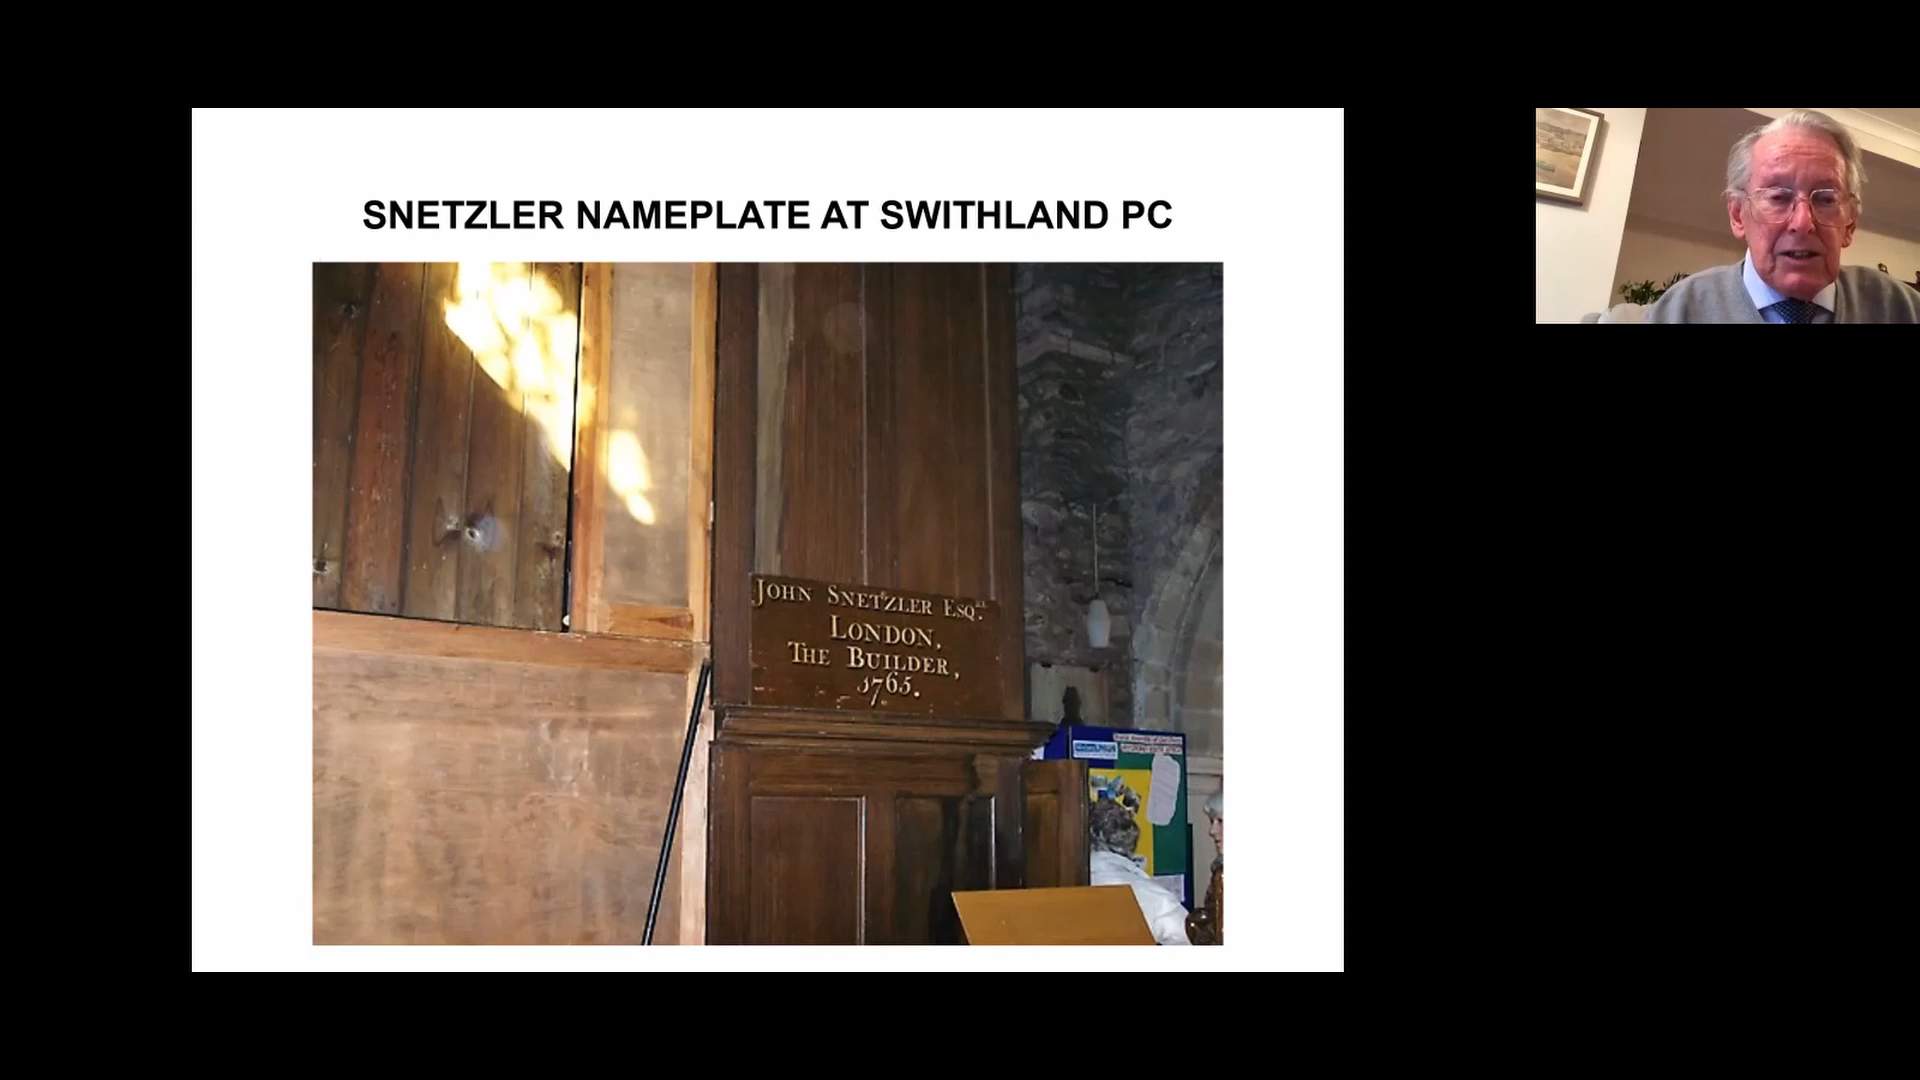 SNETZLER NAMEPLATE AT SWITHLAND PC
JOHN SNETZLER ESQ.
LONDON,
THE BUILDER,
1765.